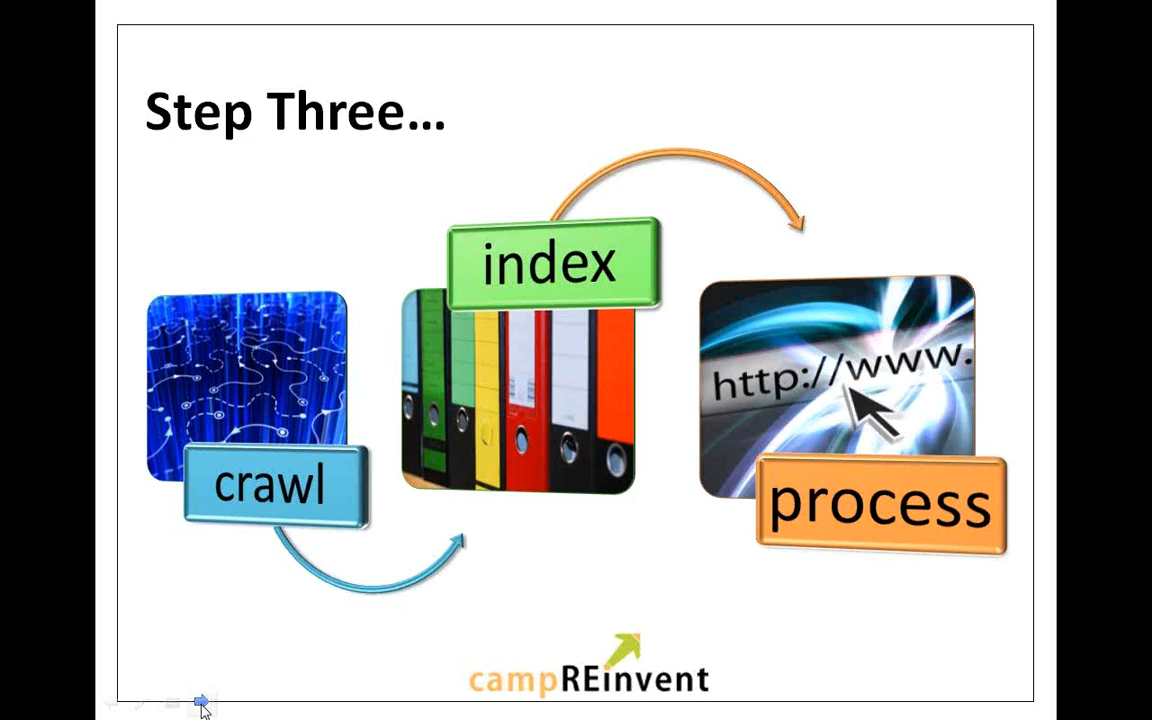 Step Three...
index
http://www.
crawl
process
campREinvent